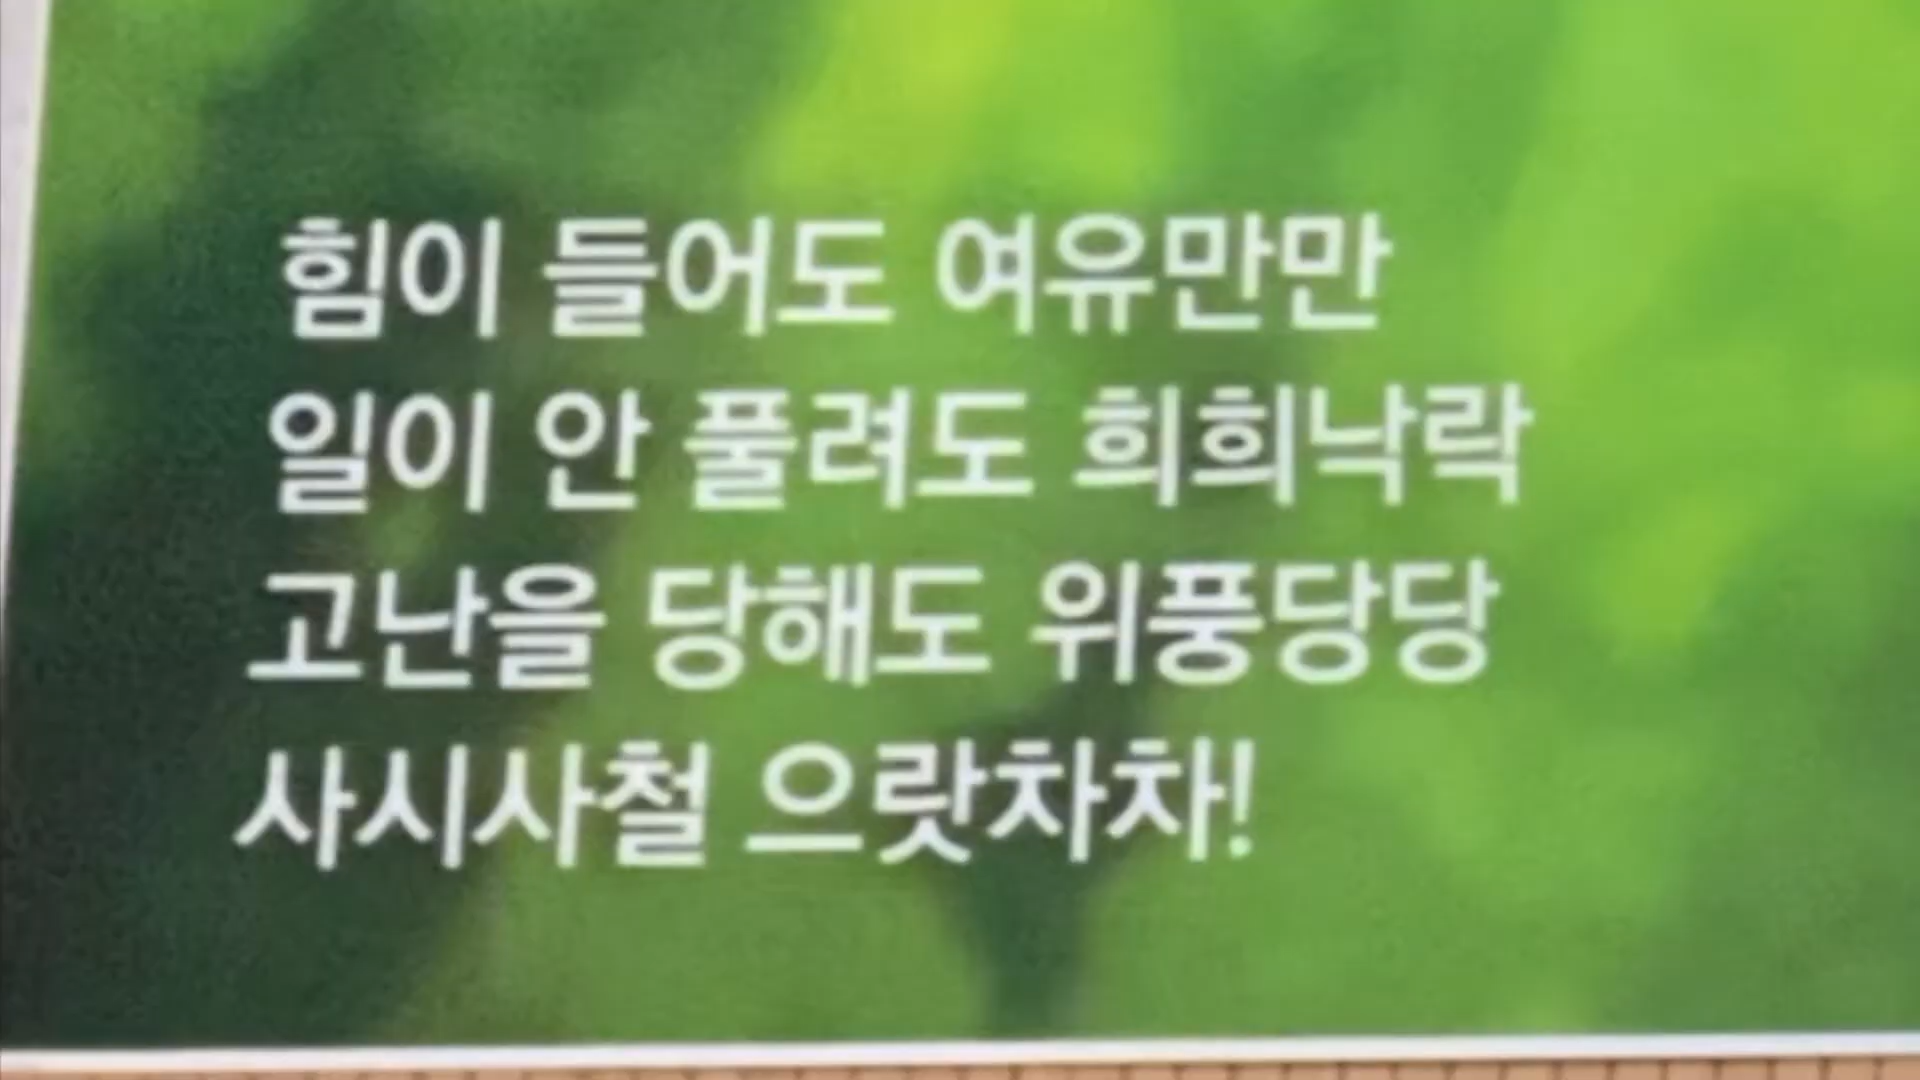 힘이 들어도 여유만만
일이 안 풀려도 희희낙락
고난을 당해도 위풍당당
사시사철 으랏차차!